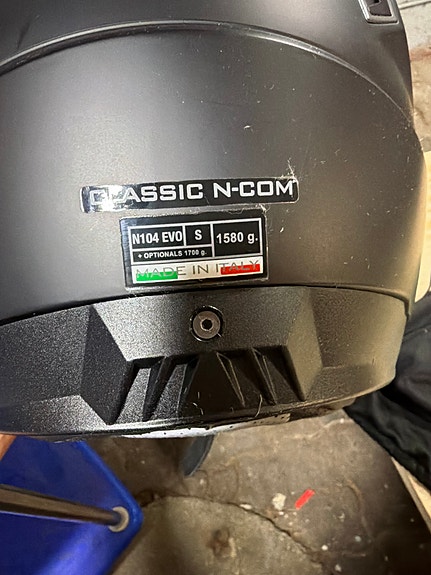 CLASSIC N-COM
N104 EVO S 1580 g.
+ OPTIONALS 1700 g.
MADE IN ITALY